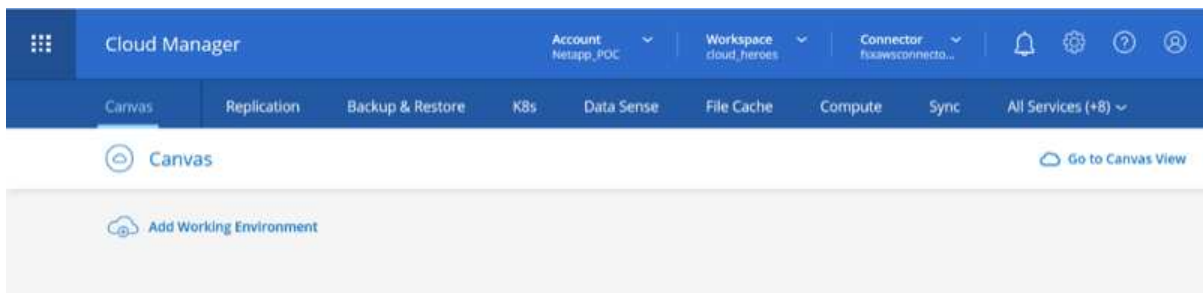 Cloud Manager
Account
Netapp_POC
Workspace
cloud_heroes
Connector
fsxawsconnecto...
Canvas Replication Backup & Restore K8s Data Sense File Cache Compute Sync All Services (+8)
Canvas
Go to Canvas View
Add Working Environment